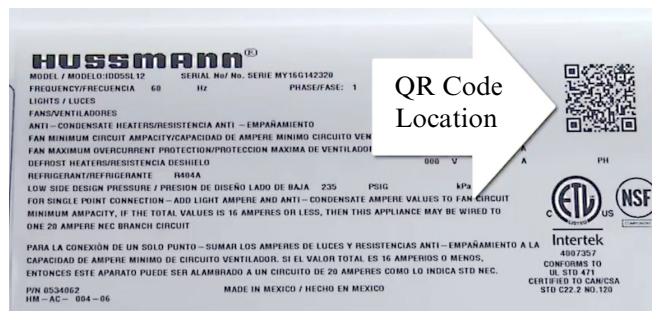 HUSSMANN®
MODEL / MODELO:IDD5SL12 SERIAL No/ No. SERIE MY16G142320
FREQUENCY/FRECUENCIA 60 Hz PHASE/FASE: 1
LIGHTS / LUCES
FANS/VENTILADORES
ANTI-CONDENSATE HEATERS/RESISTENCIA ANTI-EMPAÑAMIENTO
FAN MINIMUM CIRCUIT AMPACITY/CAPACIDAD DE AMPERE MINIMO CIRCUITO
FAN MAXIMUM OVERCURRENT PROTECTION/PROTECCION MAXIMA DE A
DEFROST HEATERS/RESISTENCIA DESHIELO 000 V A PH
REFRIGERANT/REFRIGERANTE R404A
LOW SIDE DESIGN PRESSURE / PRESION DE DISEÑO LADO DE BAJA 235 PSIG kPa
FOR SINGLE POINT CONNECTION-ADD LIGHT AMPERE AND ANTI-CONDENSATE AMPERE VALUES TO FAN CIRCUIT
MINIMUM AMPACITY, IF THE TOTAL VALUES IS 16 AMPERES OR LESS, THEN THIS APPLIANCE MAY BE WIRED TO
ONE 20 AMPERE NEC BRANCH CIRCUIT
PARA LA CONEXIÓN DE UN SOLO PUNTO-SUMAR LOS AMPERES DE LUCES Y RESISTENCIAS ANTI-EMPAÑAMIENTO A LA
CAPACIDAD DE AMPERE MINIMO DE CIRCUITO VENTILADOR. SI EL VALOR TOTAL ES 16 AMPERIOS O MENOS,
ENTONCES ESTE APARATO PUEDE SER ALAMBRADO A UN CIRCUITO DE 20 AMPERES COMO LO INDICA STD NEC.
P/N 0534062
HM-AC- 004-06
MADE IN MEXICO / HECHO EN MEXICO
QR Code
Location
C ETL US
NSF
Intertek
4007357
CONFORMS TO
UL STD 471
CERTIFIED TO CAN/CSA
STD C22.2 NO.120